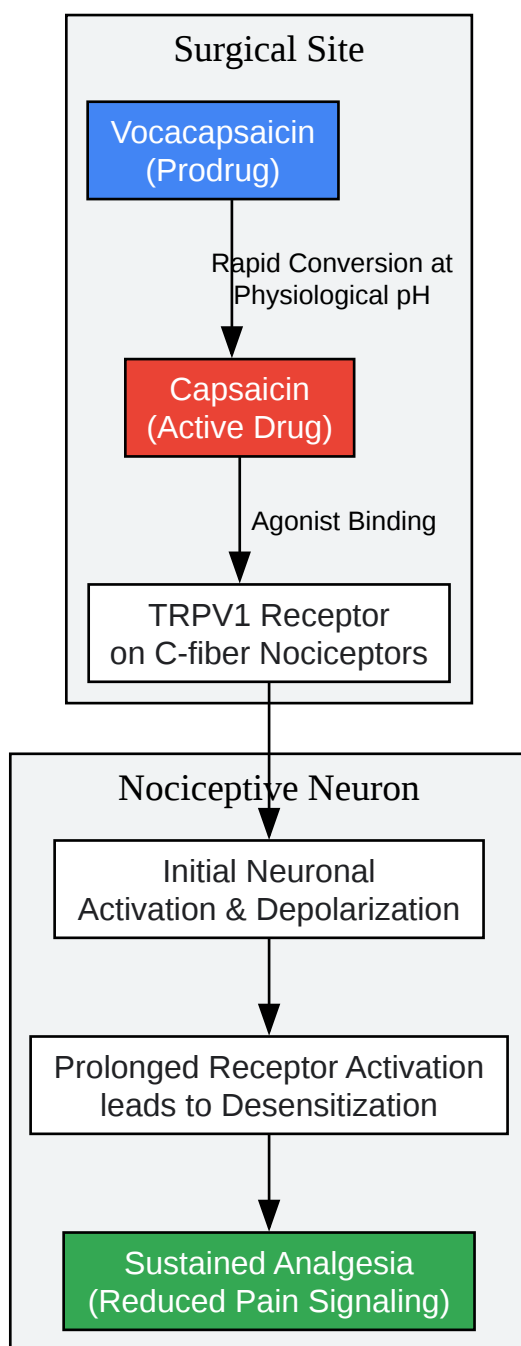 Surgical Site
Vocacapsaicin
(Prodrug)
Rapid Conversion at
Physiological pH
Capsaicin
(Active Drug)
Agonist Binding
TRPV1 Receptor
on C-fiber Nociceptors
Nociceptive Neuron
Initial Neuronal
Activation & Depolarization
Prolonged Receptor Activation
leads to Desensitization
Sustained Analgesia
(Reduced Pain Signaling)